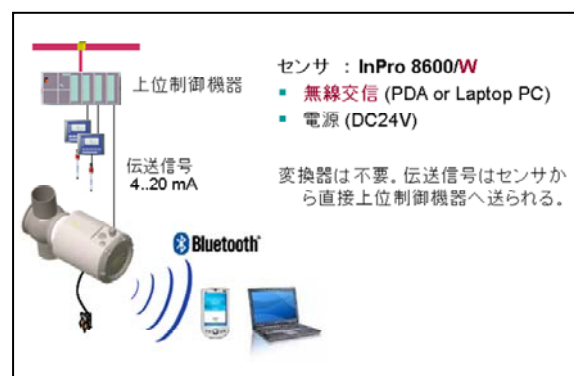 上位制御機器
伝送信号
4..20 mA
Bluetooth
センサ : InPro 8600/W
▪ 無線交信 (PDA or Laptop PC)
▪ 電源 (DC24V)
変換器は不要。伝送信号はセンサか
ら直接上位制御機器へ送られる。